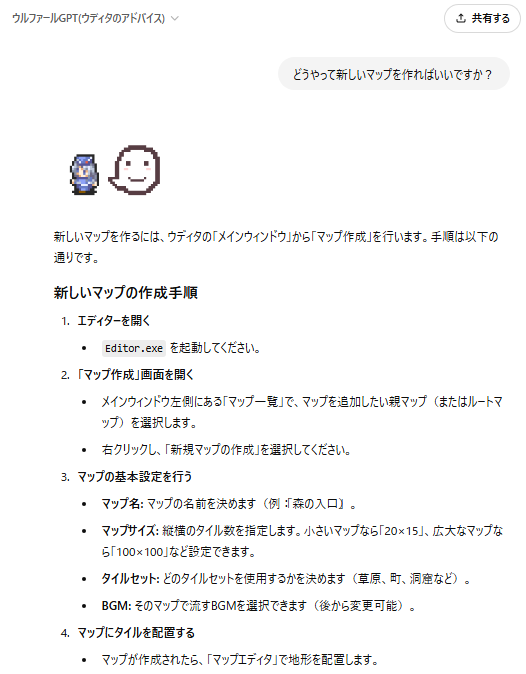 ウルファールGPT(ウディタのアドバイス)
共有する
どうやって新しいマップを作ればいいですか？
新しいマップを作るには、ウディタの「メインウィンドウ」から「マップ作成」を行います。手順は以下の
通りです。
新しいマップの作成手順
1. エディターを開く
• Editor.exe を起動してください。
2. 「マップ作成」画面を開く
• メインウィンドウ左側にある「マップ一覧」で、マップを追加したい親マップ（またはルートマ
ップ）を選択します。
• 右クリックし、「新規マップの作成」を選択してください。
3. マップの基本設定を行う
• マップ名: マップの名前を決めます（例：「森の入口」）。
• マップサイズ: 縦横のタイル数を指定します。小さいマップなら「20×15」、広大なマップな
ら「100×100」など設定できます。
• タイルセット: どのタイルセットを使用するかを決めます（草原、町、洞窟など）。
• BGM: そのマップで流すBGMを選択できます（後から変更可能）。
4. マップにタイルを配置する
• マップが作成されたら、「マップエディタ」で地形を配置します。